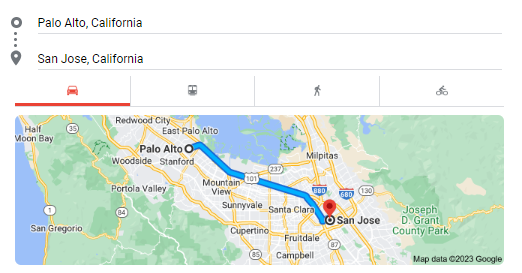 Palo Alto, California
San Jose, California
Redwood City
35
Half
Moon Bay
East Palo Alto
Palo Alto
Woodside
Stanford
Milpitas
237
101
Mountain
View
Portola Valley
880
680
130
Sunnyvale
Santa Clara
1
84
San Jose
Joseph
D. Grant
County Park
San Gregorio
Cupertino
Fruitdale
85
Campbell
Map data ©2023 Google